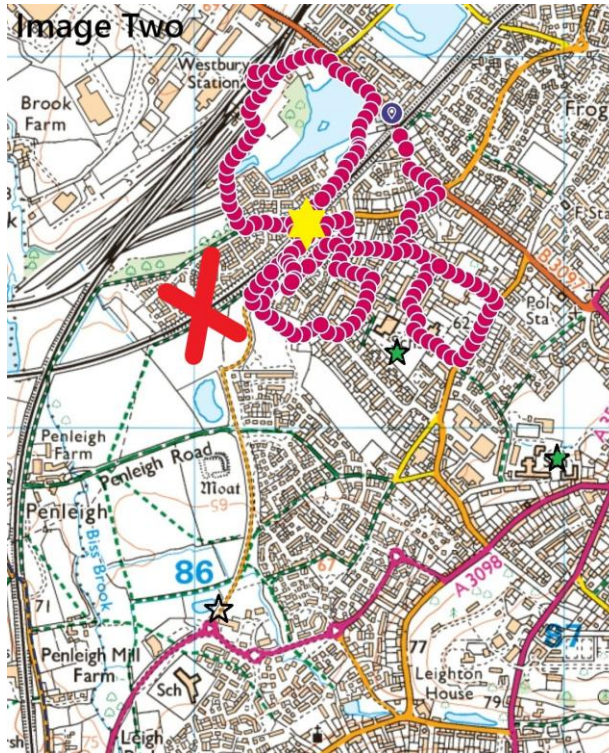 Image Two
69
Westbury
Station
Brook
Farm
Frog
F Sta
B 3097
Pol
Sta
62
Penleigh
Farm
Penleigh Road
Moat
Penleigh
59
Biss Brook
86
67
A 3098
71
87
77
Penleigh Mill
Farm
Sch
Leighton
House
79
75
Leigh